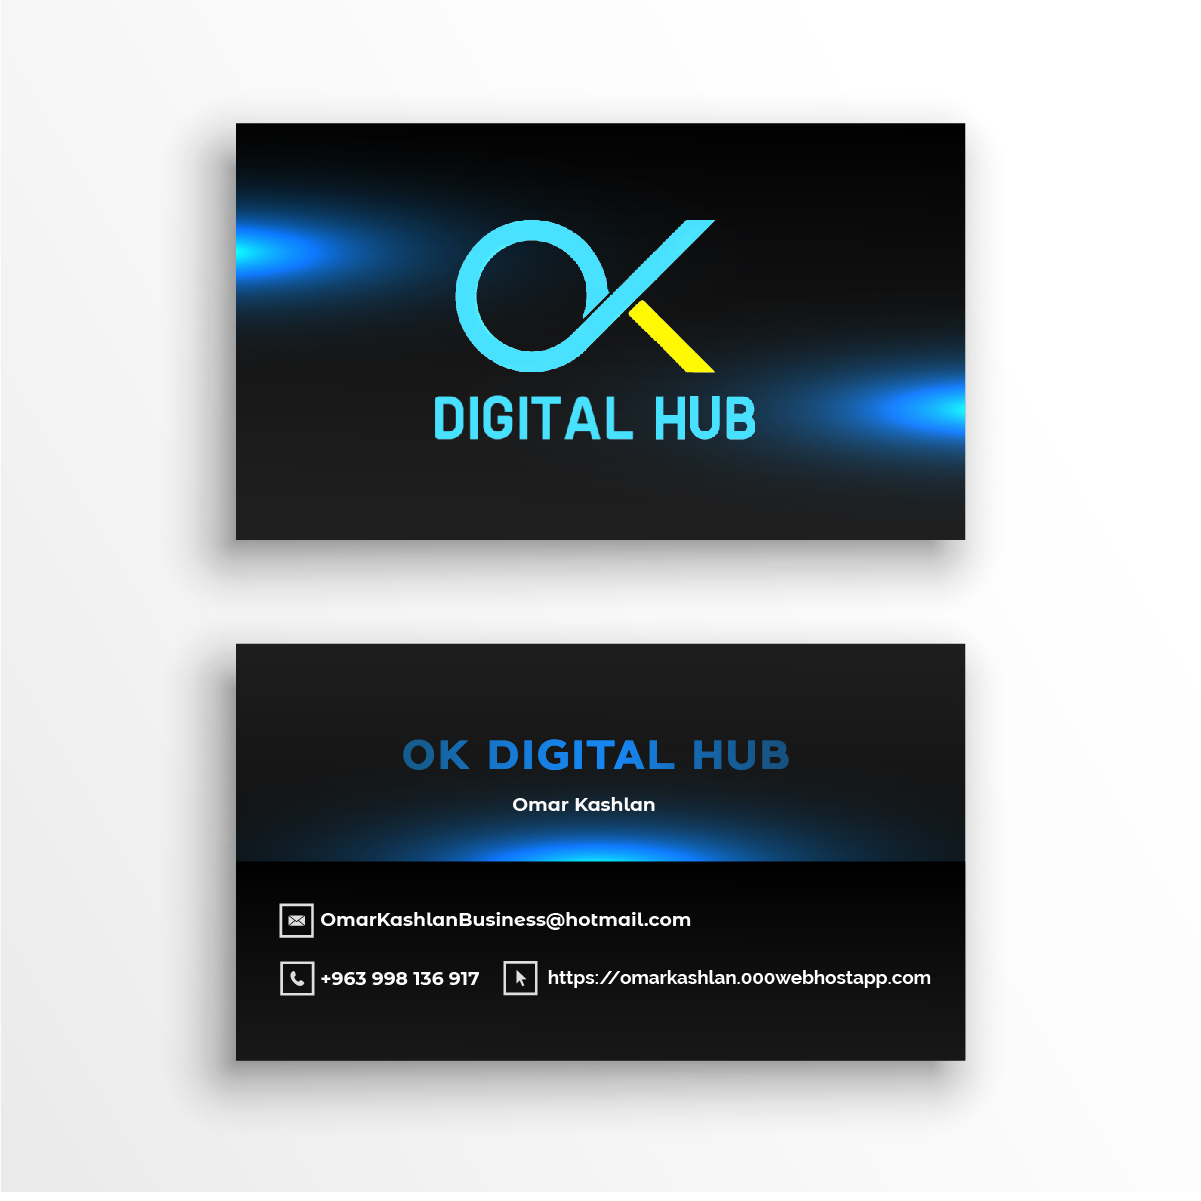 OK
DIGITAL HUB
OK DIGITAL HUB
Omar Kashlan
OmarKashlanBusiness@hotmail.com
+963 998 136 917
https://omarkashlan.000webhostapp.com